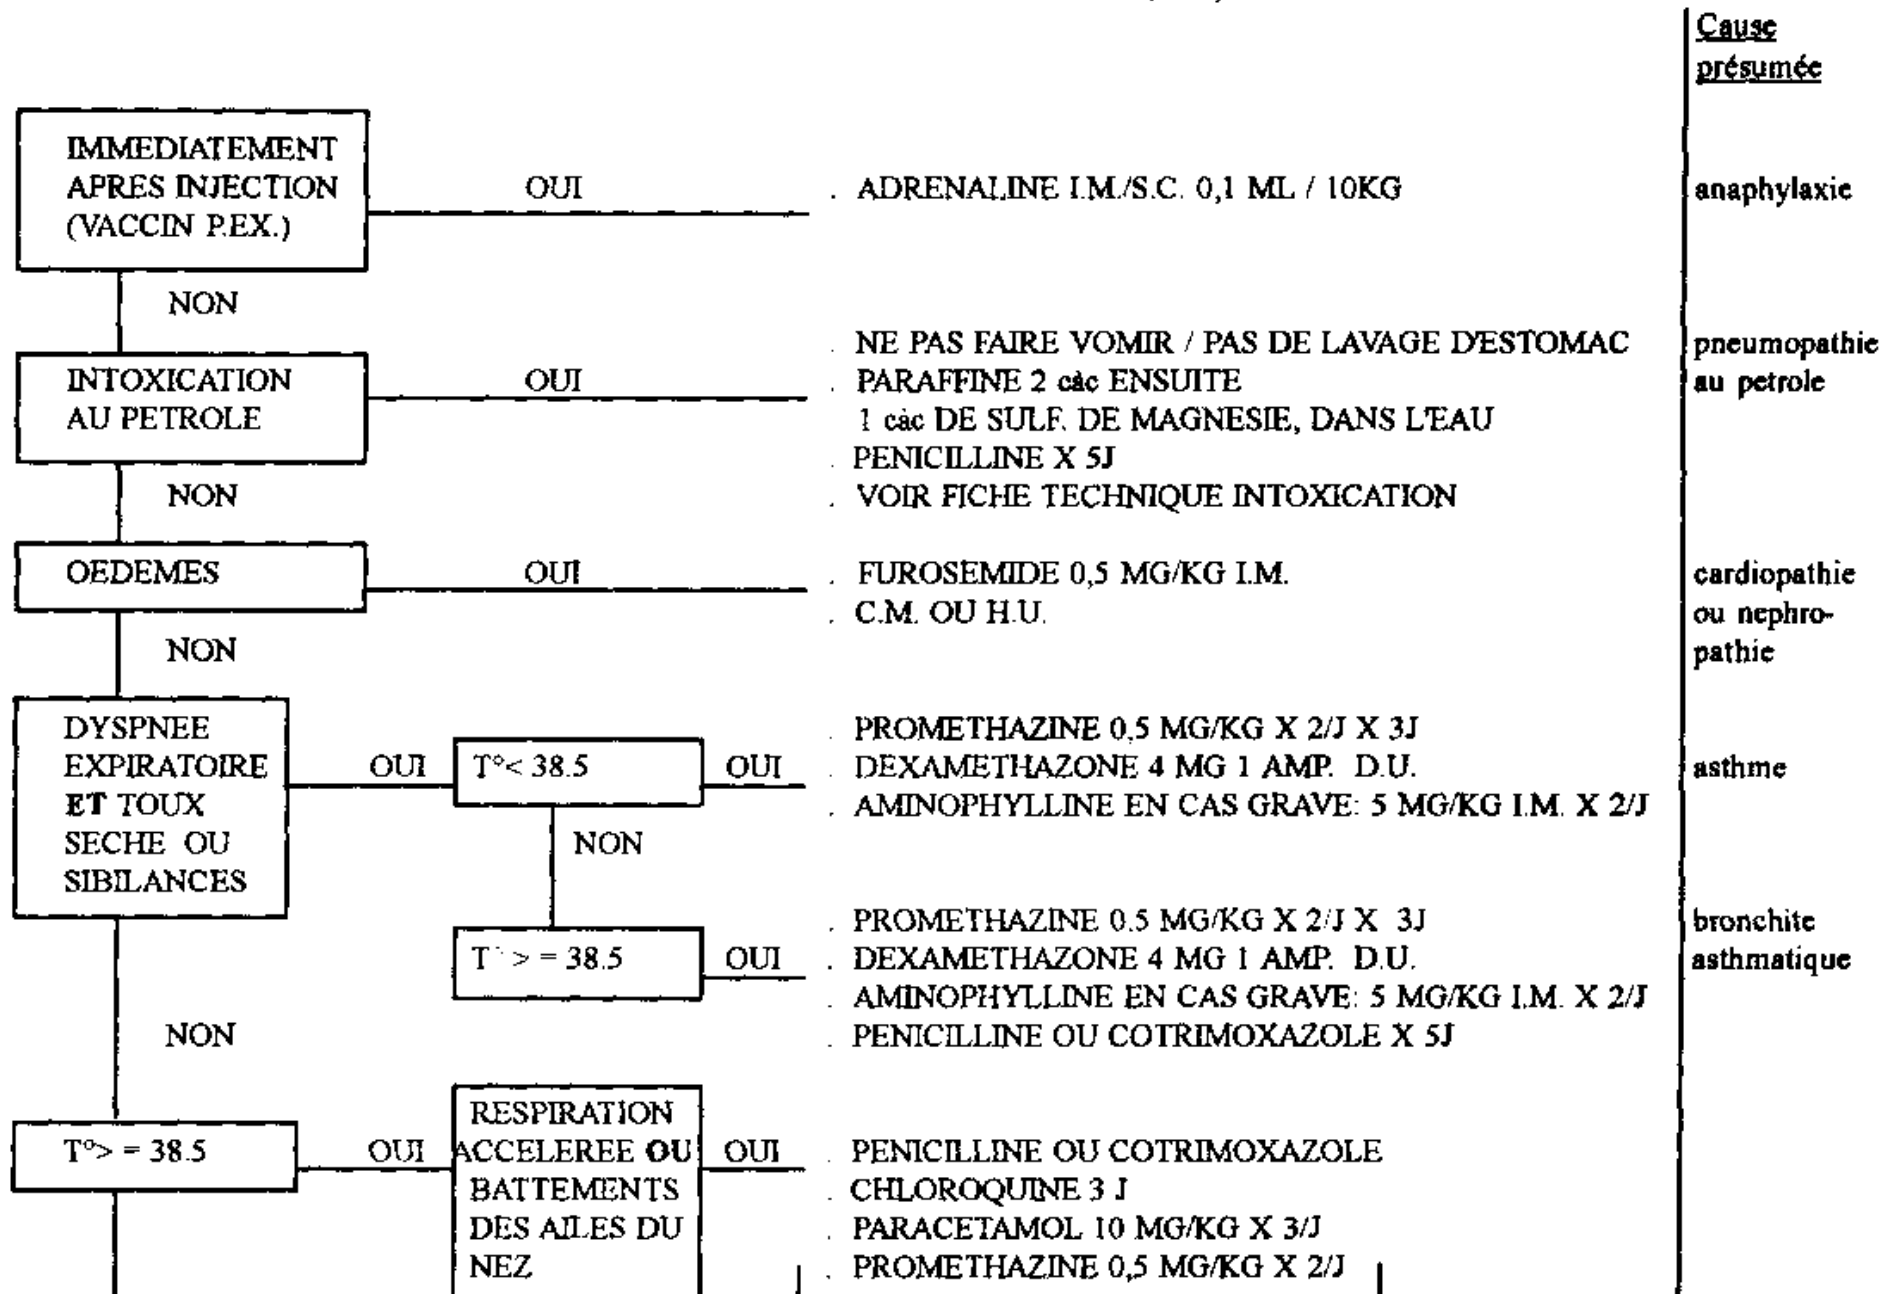 Cause
présumée
IMMEDIATEMENT
APRES INJECTION
(VACCIN P.EX.)
OUI
. ADRENALINE I.M./S.C. 0,1 ML / 10KG
anaphylaxie
NON
INTOXICATION
AU PETROLE
OUI
. NE PAS FAIRE VOMIR / PAS DE LAVAGE D'ESTOMAC
. PARAFFINE 2 càc ENSUITE
1 càc DE SULF. DE MAGNESIE, DANS L'EAU
. PENICILLINE X 5J
. VOIR FICHE TECHNIQUE INTOXICATION
pneumopathie
au petrole
NON
OEDEMES
OUI
. FUROSEMIDE 0,5 MG/KG I.M.
. C.M. OU H.U.
cardiopathie
ou nephro-
pathie
NON
DYSPNEE
EXPIRATOIRE
ET TOUX
SECHE OU
SIBILANCES
OUI
T°< 38.5
OUI
. PROMETHAZINE 0,5 MG/KG X 2/J X 3J
. DEXAMETHAZONE 4 MG 1 AMP. D.U.
. AMINOPHYLLINE EN CAS GRAVE: 5 MG/KG I.M. X 2/J
asthme
NON
T°> = 38.5
OUI
. PROMETHAZINE 0.5 MG/KG X 2/J X 3J
. DEXAMETHAZONE 4 MG 1 AMP. D.U.
. AMINOPHYLLINE EN CAS GRAVE: 5 MG/KG I.M. X 2/J
. PENICILLINE OU COTRIMOXAZOLE X 5J
bronchite
asthmatique
NON
T°> = 38.5
OUI
RESPIRATION
ACCELEREE OU
BATTEMENTS
DES AILES DU
NEZ
OUI
. PENICILLINE OU COTRIMOXAZOLE
. CHLOROQUINE 3 J
. PARACETAMOL 10 MG/KG X 3/J
. PROMETHAZINE 0,5 MG/KG X 2/J